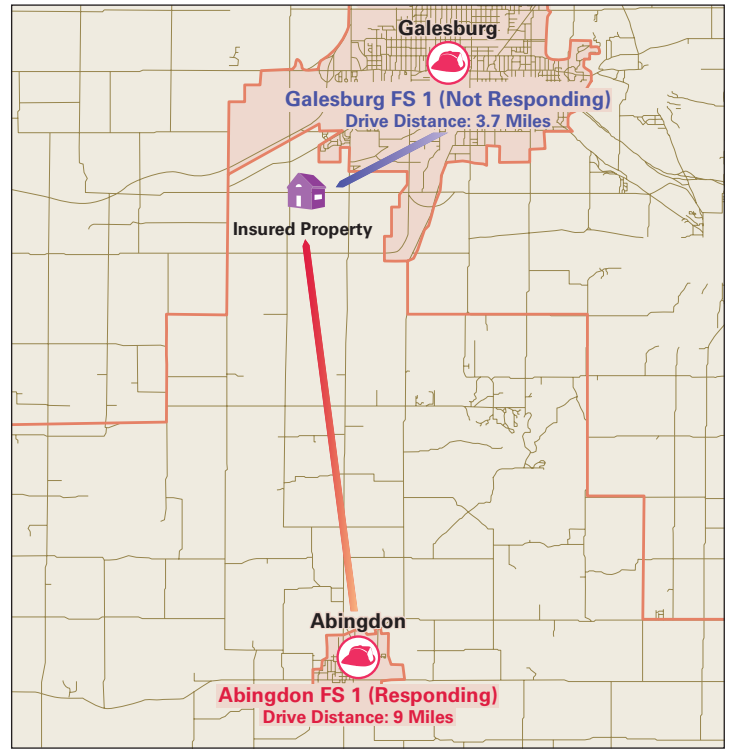 Galesburg
Galesburg FS 1 (Not Responding)
Drive Distance: 3.7 Miles
Insured Property
Abingdon
Abingdon FS 1 (Responding)
Drive Distance: 9 Miles